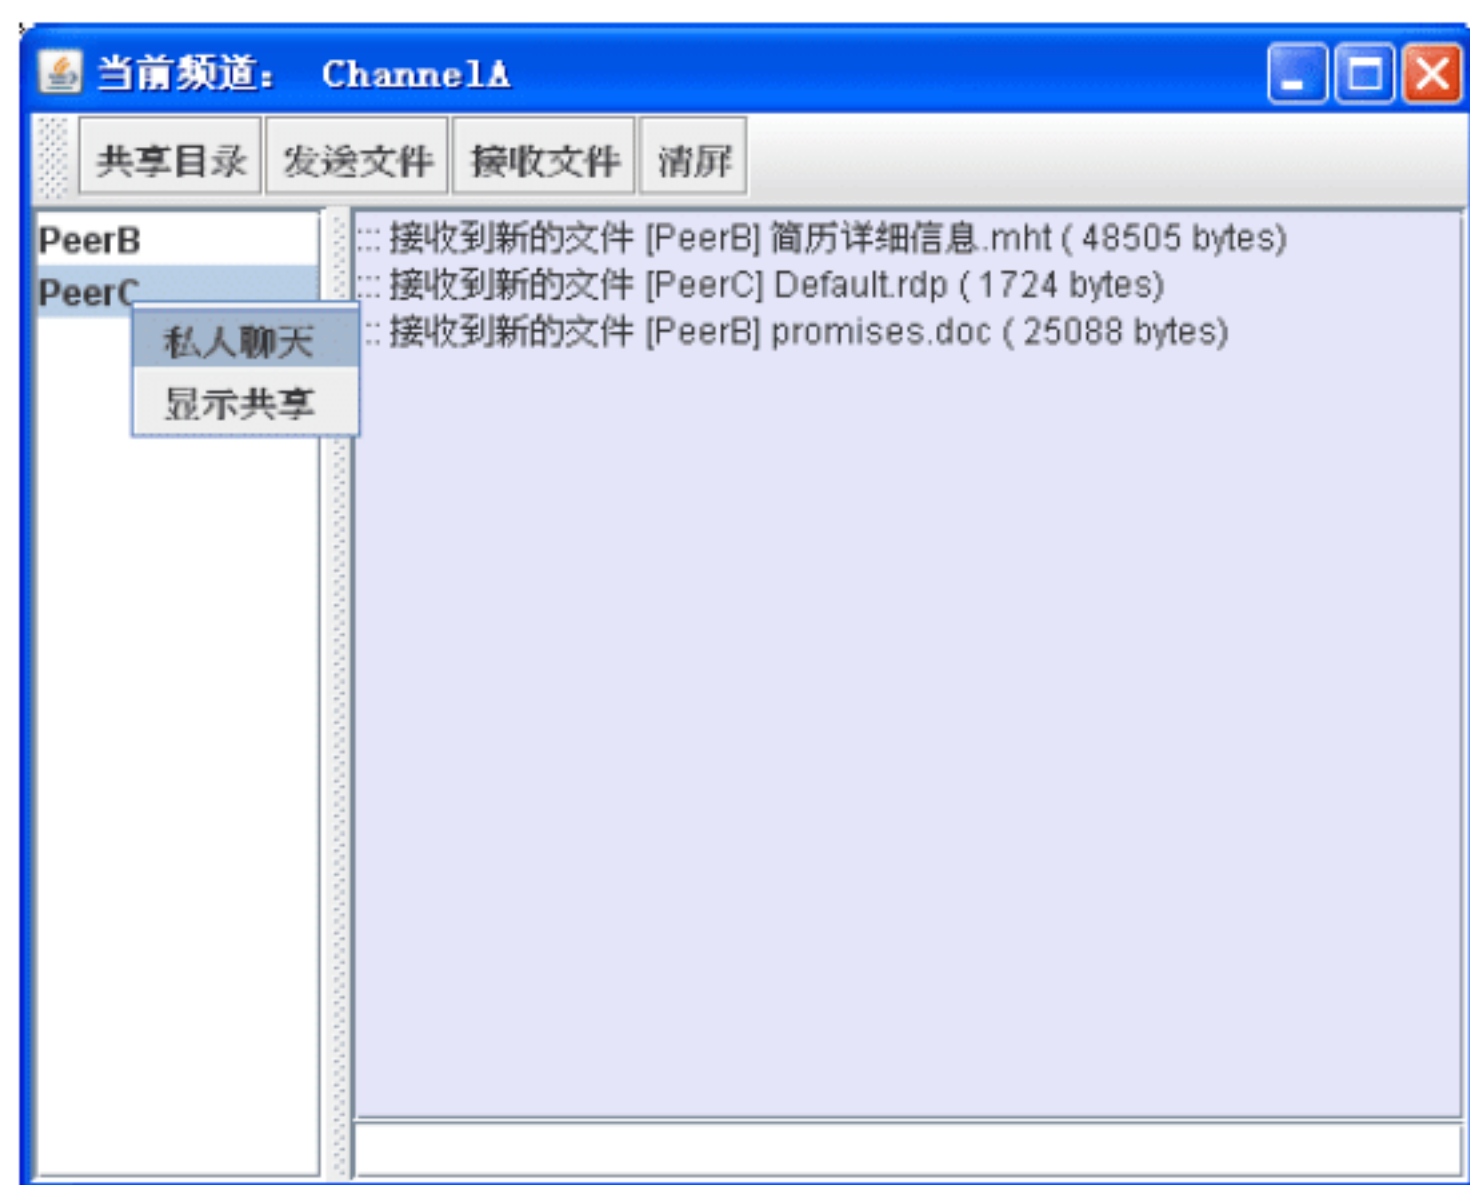 当前频道： ChannelA
共享目录 发送文件 接收文件 清屏
PeerB
PeerC
私人聊天
显示共享
::: 接收到新的文件 [PeerB] 简历详细信息.mht ( 48505 bytes)
::: 接收到新的文件 [PeerC] Default.rdp ( 1724 bytes)
:: 接收到新的文件 [PeerB] promises.doc ( 25088 bytes)